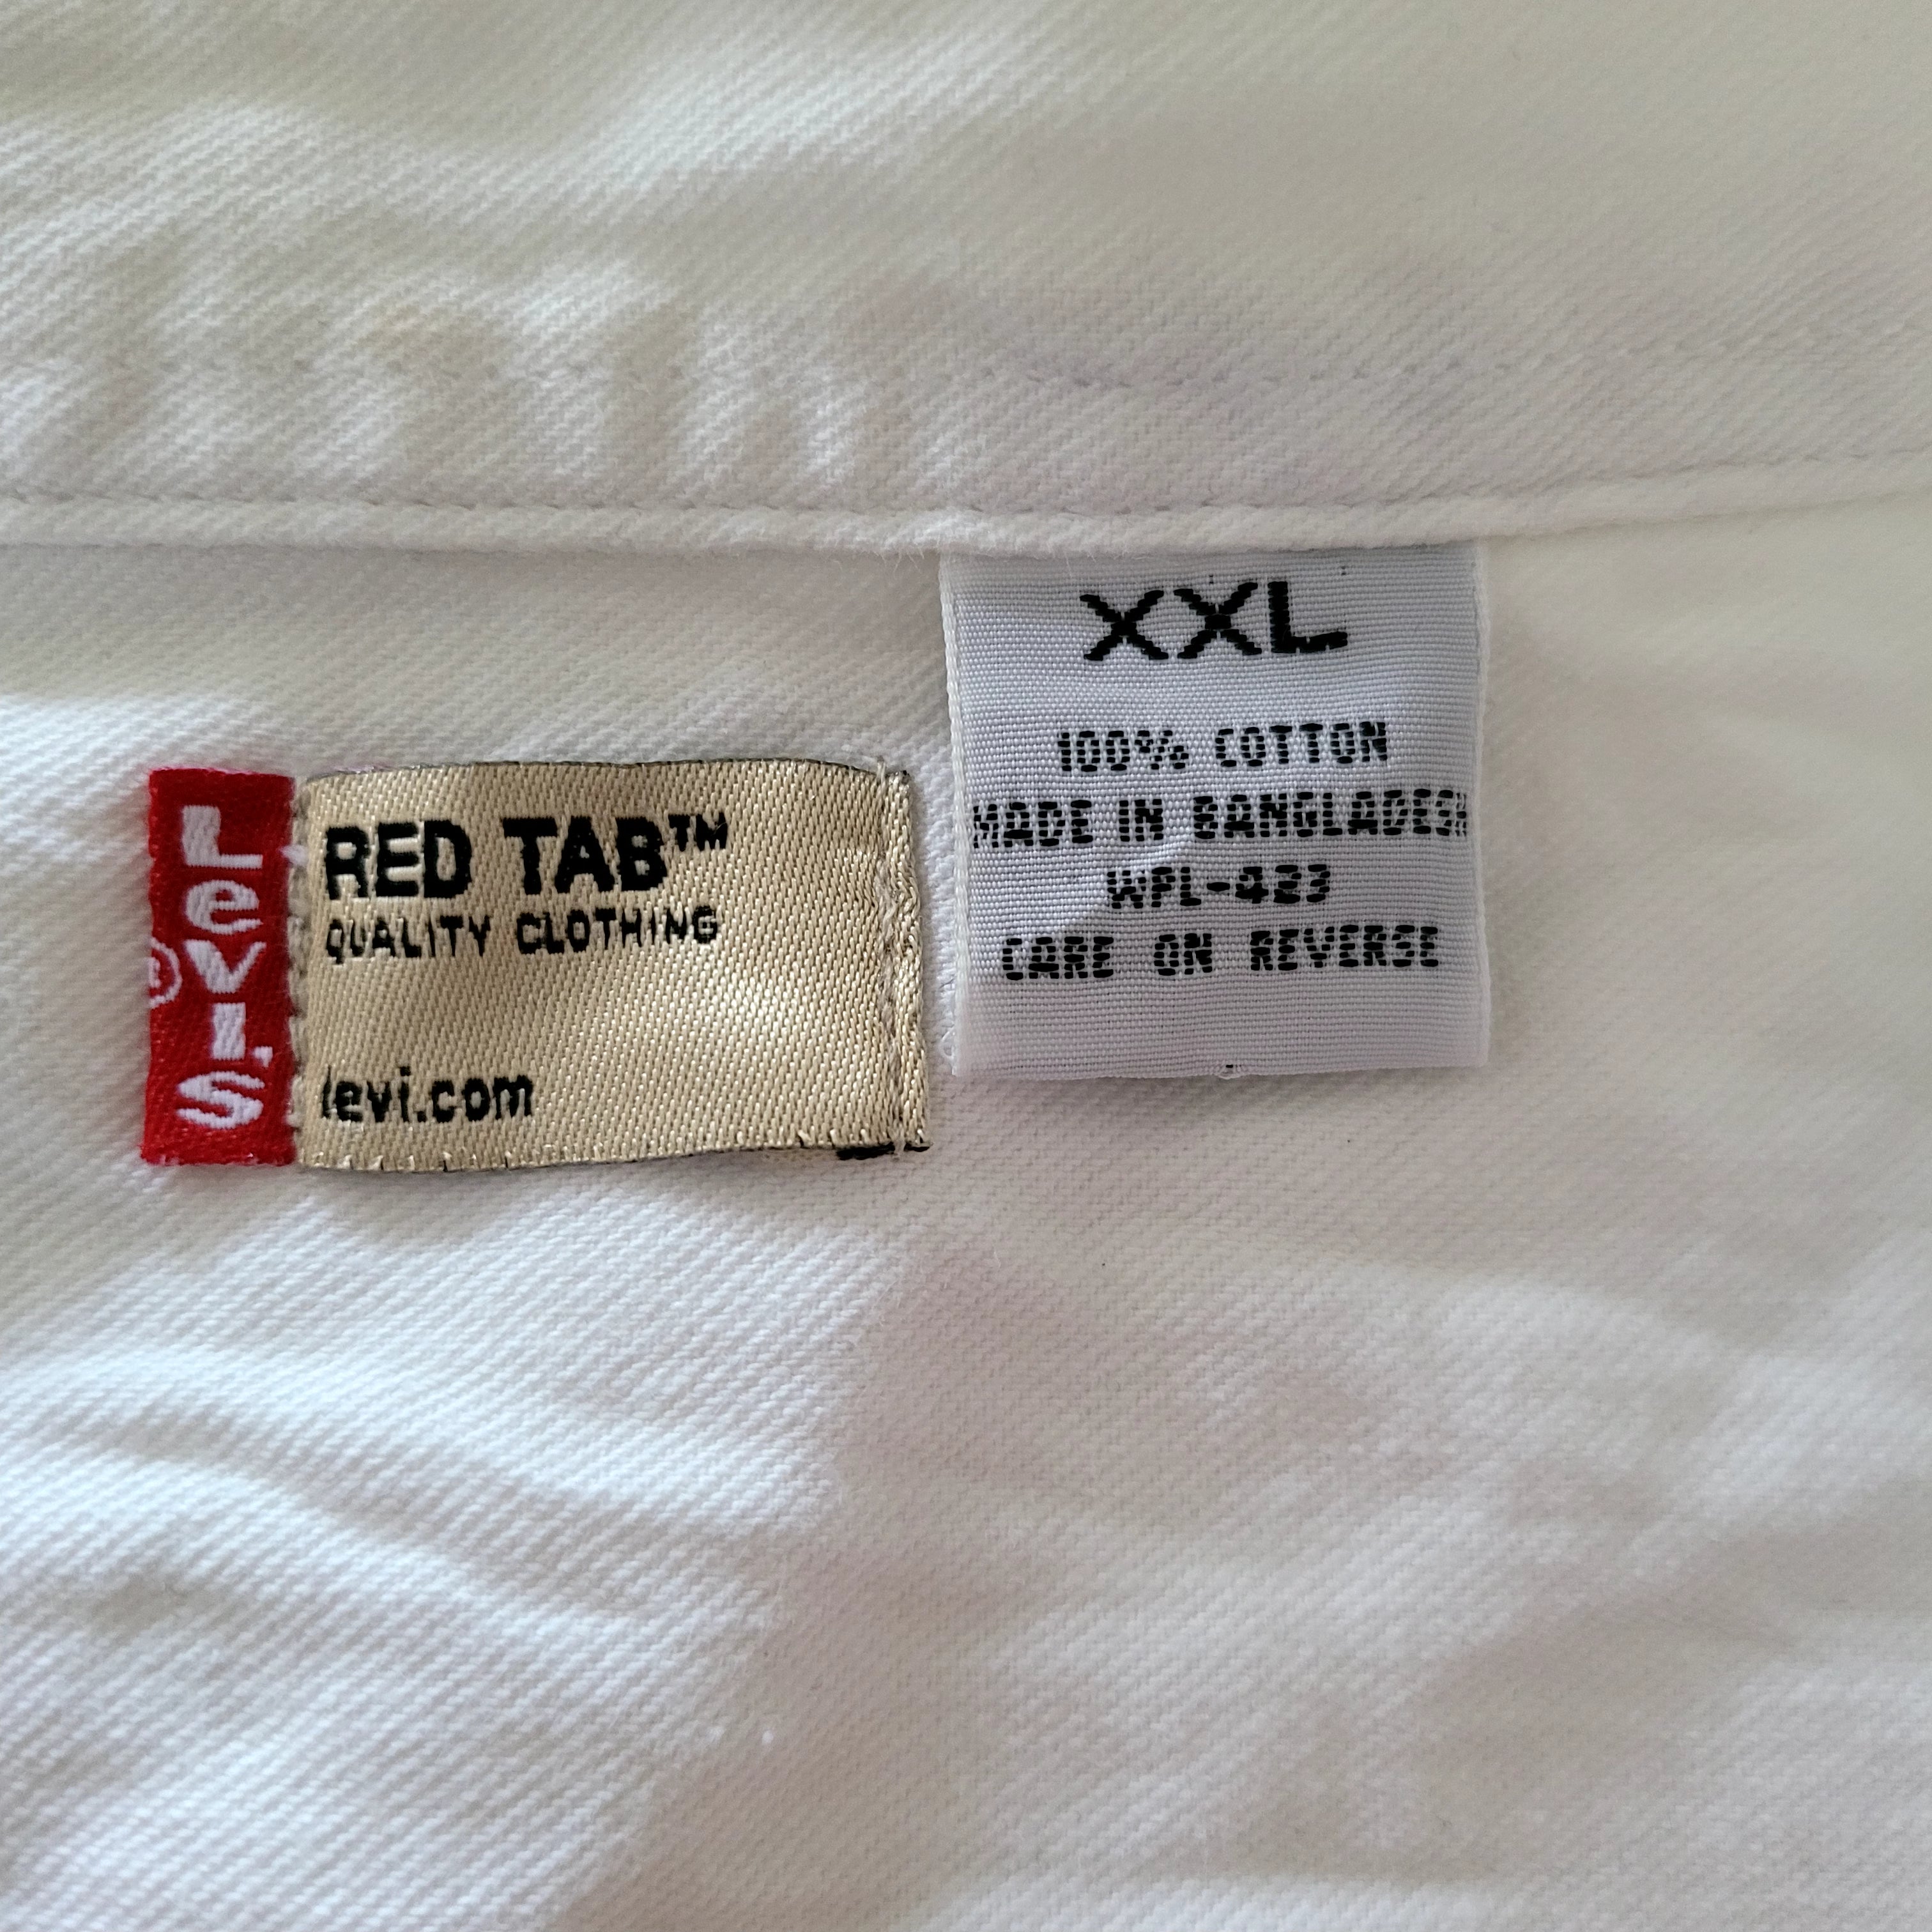 LEVI'S
®
RED TAB™
QUALITY CLOTHING
levi.com
XXL
100% COTTON
MADE IN BANGLADESH
WPL-423
CARE ON REVERSE